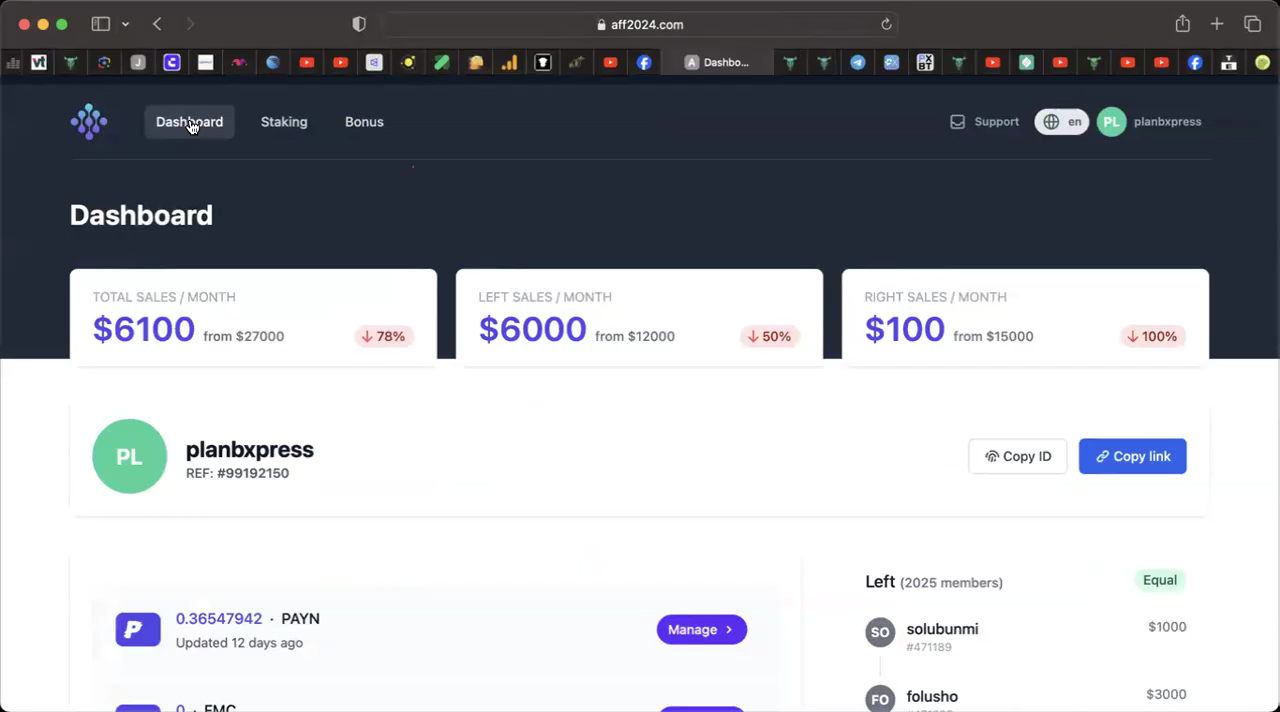 aff2024.com
Dashbo...
Dashboard
Staking
Bonus
Support
en
PL
planbxpress
Dashboard
TOTAL SALES / MONTH
$6100 from $27000
78%
LEFT SALES / MONTH
$6000 from $12000
50%
RIGHT SALES / MONTH
$100 from $15000
100%
PL
planbxpress
REF: #99192150
Copy ID
Copy link
0.36547942 · PAYN
Updated 12 days ago
Manage
Left (2025 members)
Equal
SO
solubunmi
$1000
#471189
FO
folusho
$3000
0 · EMC